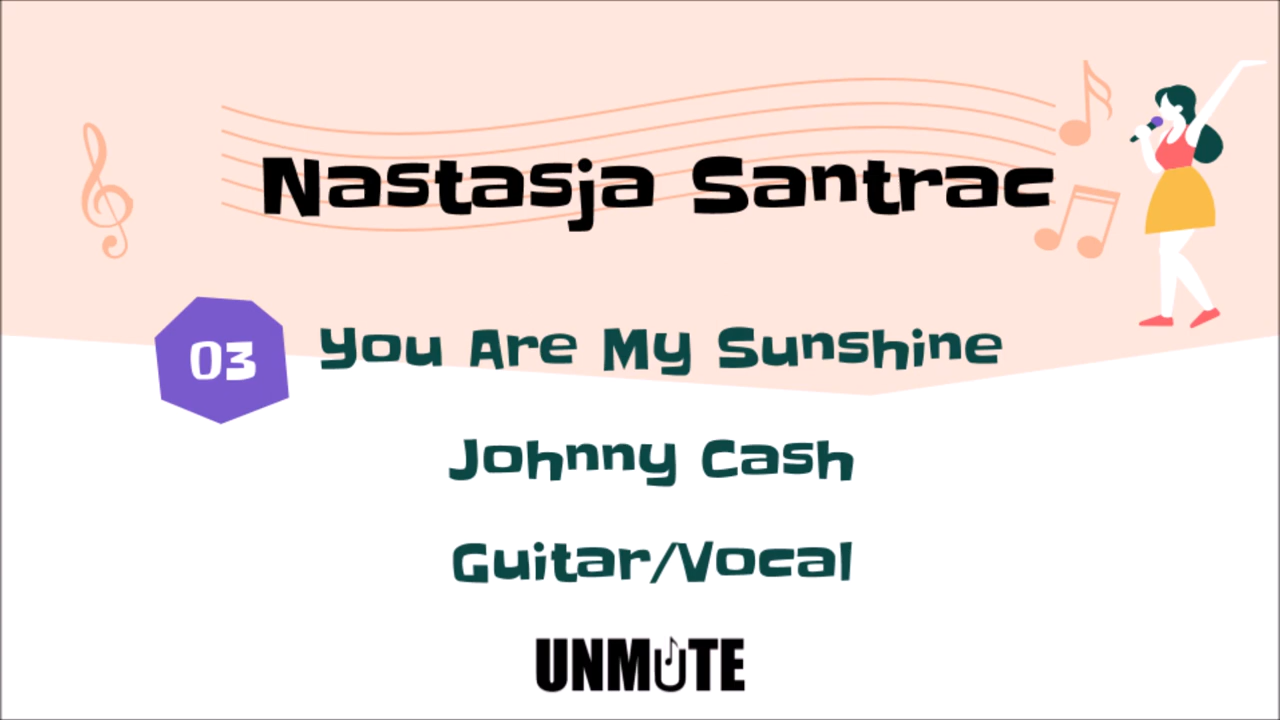 Nastasja Santrac
03
You Are My Sunshine
Johnny Cash
Guitar/Vocal
UNMUTE